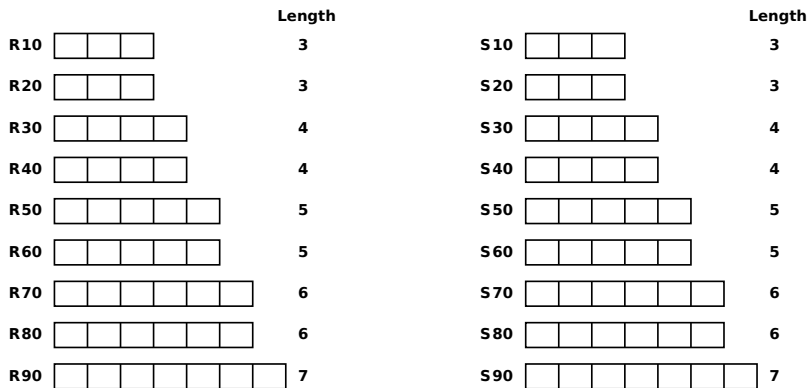 Length Length
R10 3 S10 3
R20 3 S20 3
R30 4 S30 4
R40 4 S40 4
R50 5 S50 5
R60 5 S60 5
R70 6 S70 6
R80 6 S80 6
R90 7 S90 7